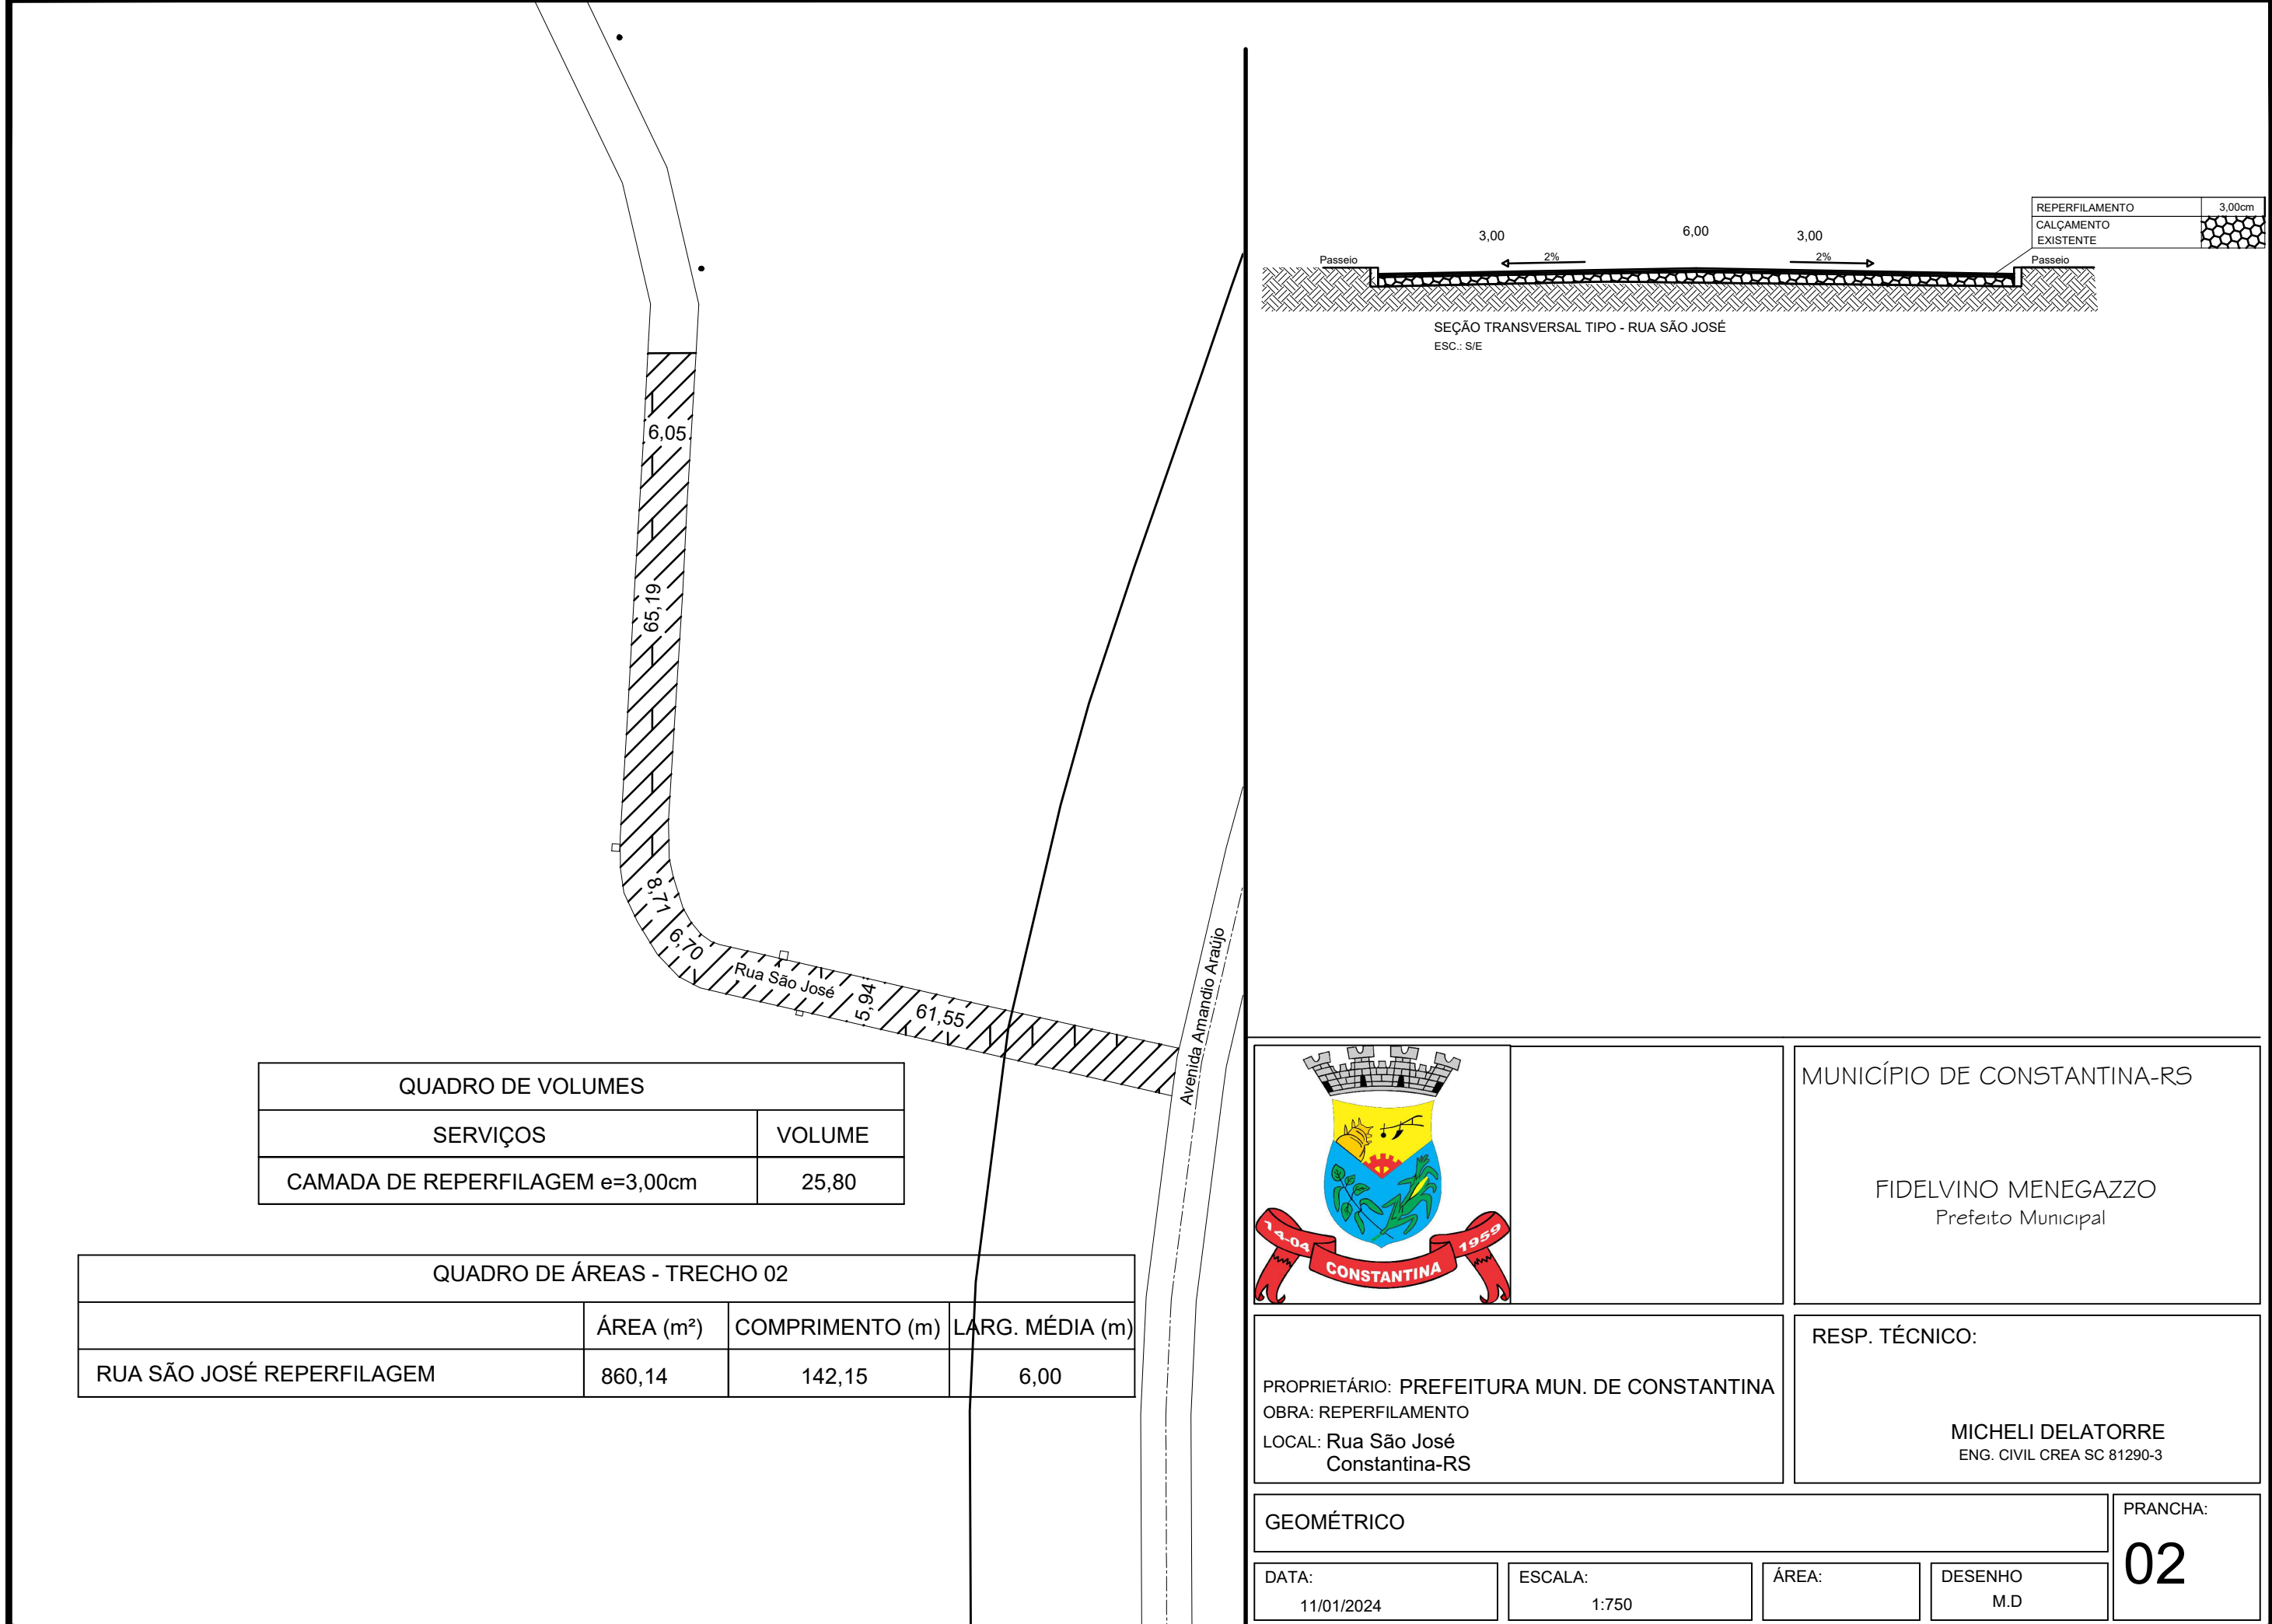 REPERFILAMENTO 3,00cm
CALÇAMENTO
EXISTENTE
3,00 6,00 3,00
Passeio 2% 2% Passeio
SEÇÃO TRANSVERSAL TIPO - RUA SÃO JOSÉ
ESC.: S/E
6,05
65,19
8,71
6,70
Rua São José
5,94
61,55
Avenida Amandio Araújo
QUADRO DE VOLUMES
SERVIÇOS VOLUME
CAMADA DE REPERFILAGEM e=3,00cm 25,80
QUADRO DE ÁREAS - TRECHO 02
ÁREA (m²) COMPRIMENTO (m) LARG. MÉDIA (m)
RUA SÃO JOSÉ REPERFILAGEM 860,14 142,15 6,00
14-04 CONSTANTINA 1959
MUNICÍPIO DE CONSTANTINA-RS
FIDELVINO MENEGAZZO
Prefeito Municipal
PROPRIETÁRIO: PREFEITURA MUN. DE CONSTANTINA
OBRA: REPERFILAMENTO
LOCAL: Rua São José
Constantina-RS
RESP. TÉCNICO:
MICHELI DELATORRE
ENG. CIVIL CREA SC 81290-3
GEOMÉTRICO
PRANCHA:
02
DATA:
11/01/2024
ESCALA:
1:750
ÁREA:
DESENHO
M.D